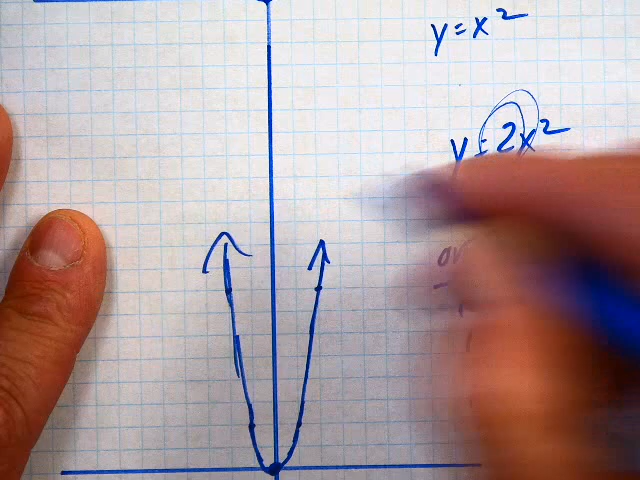 y = x²
y = 2x²